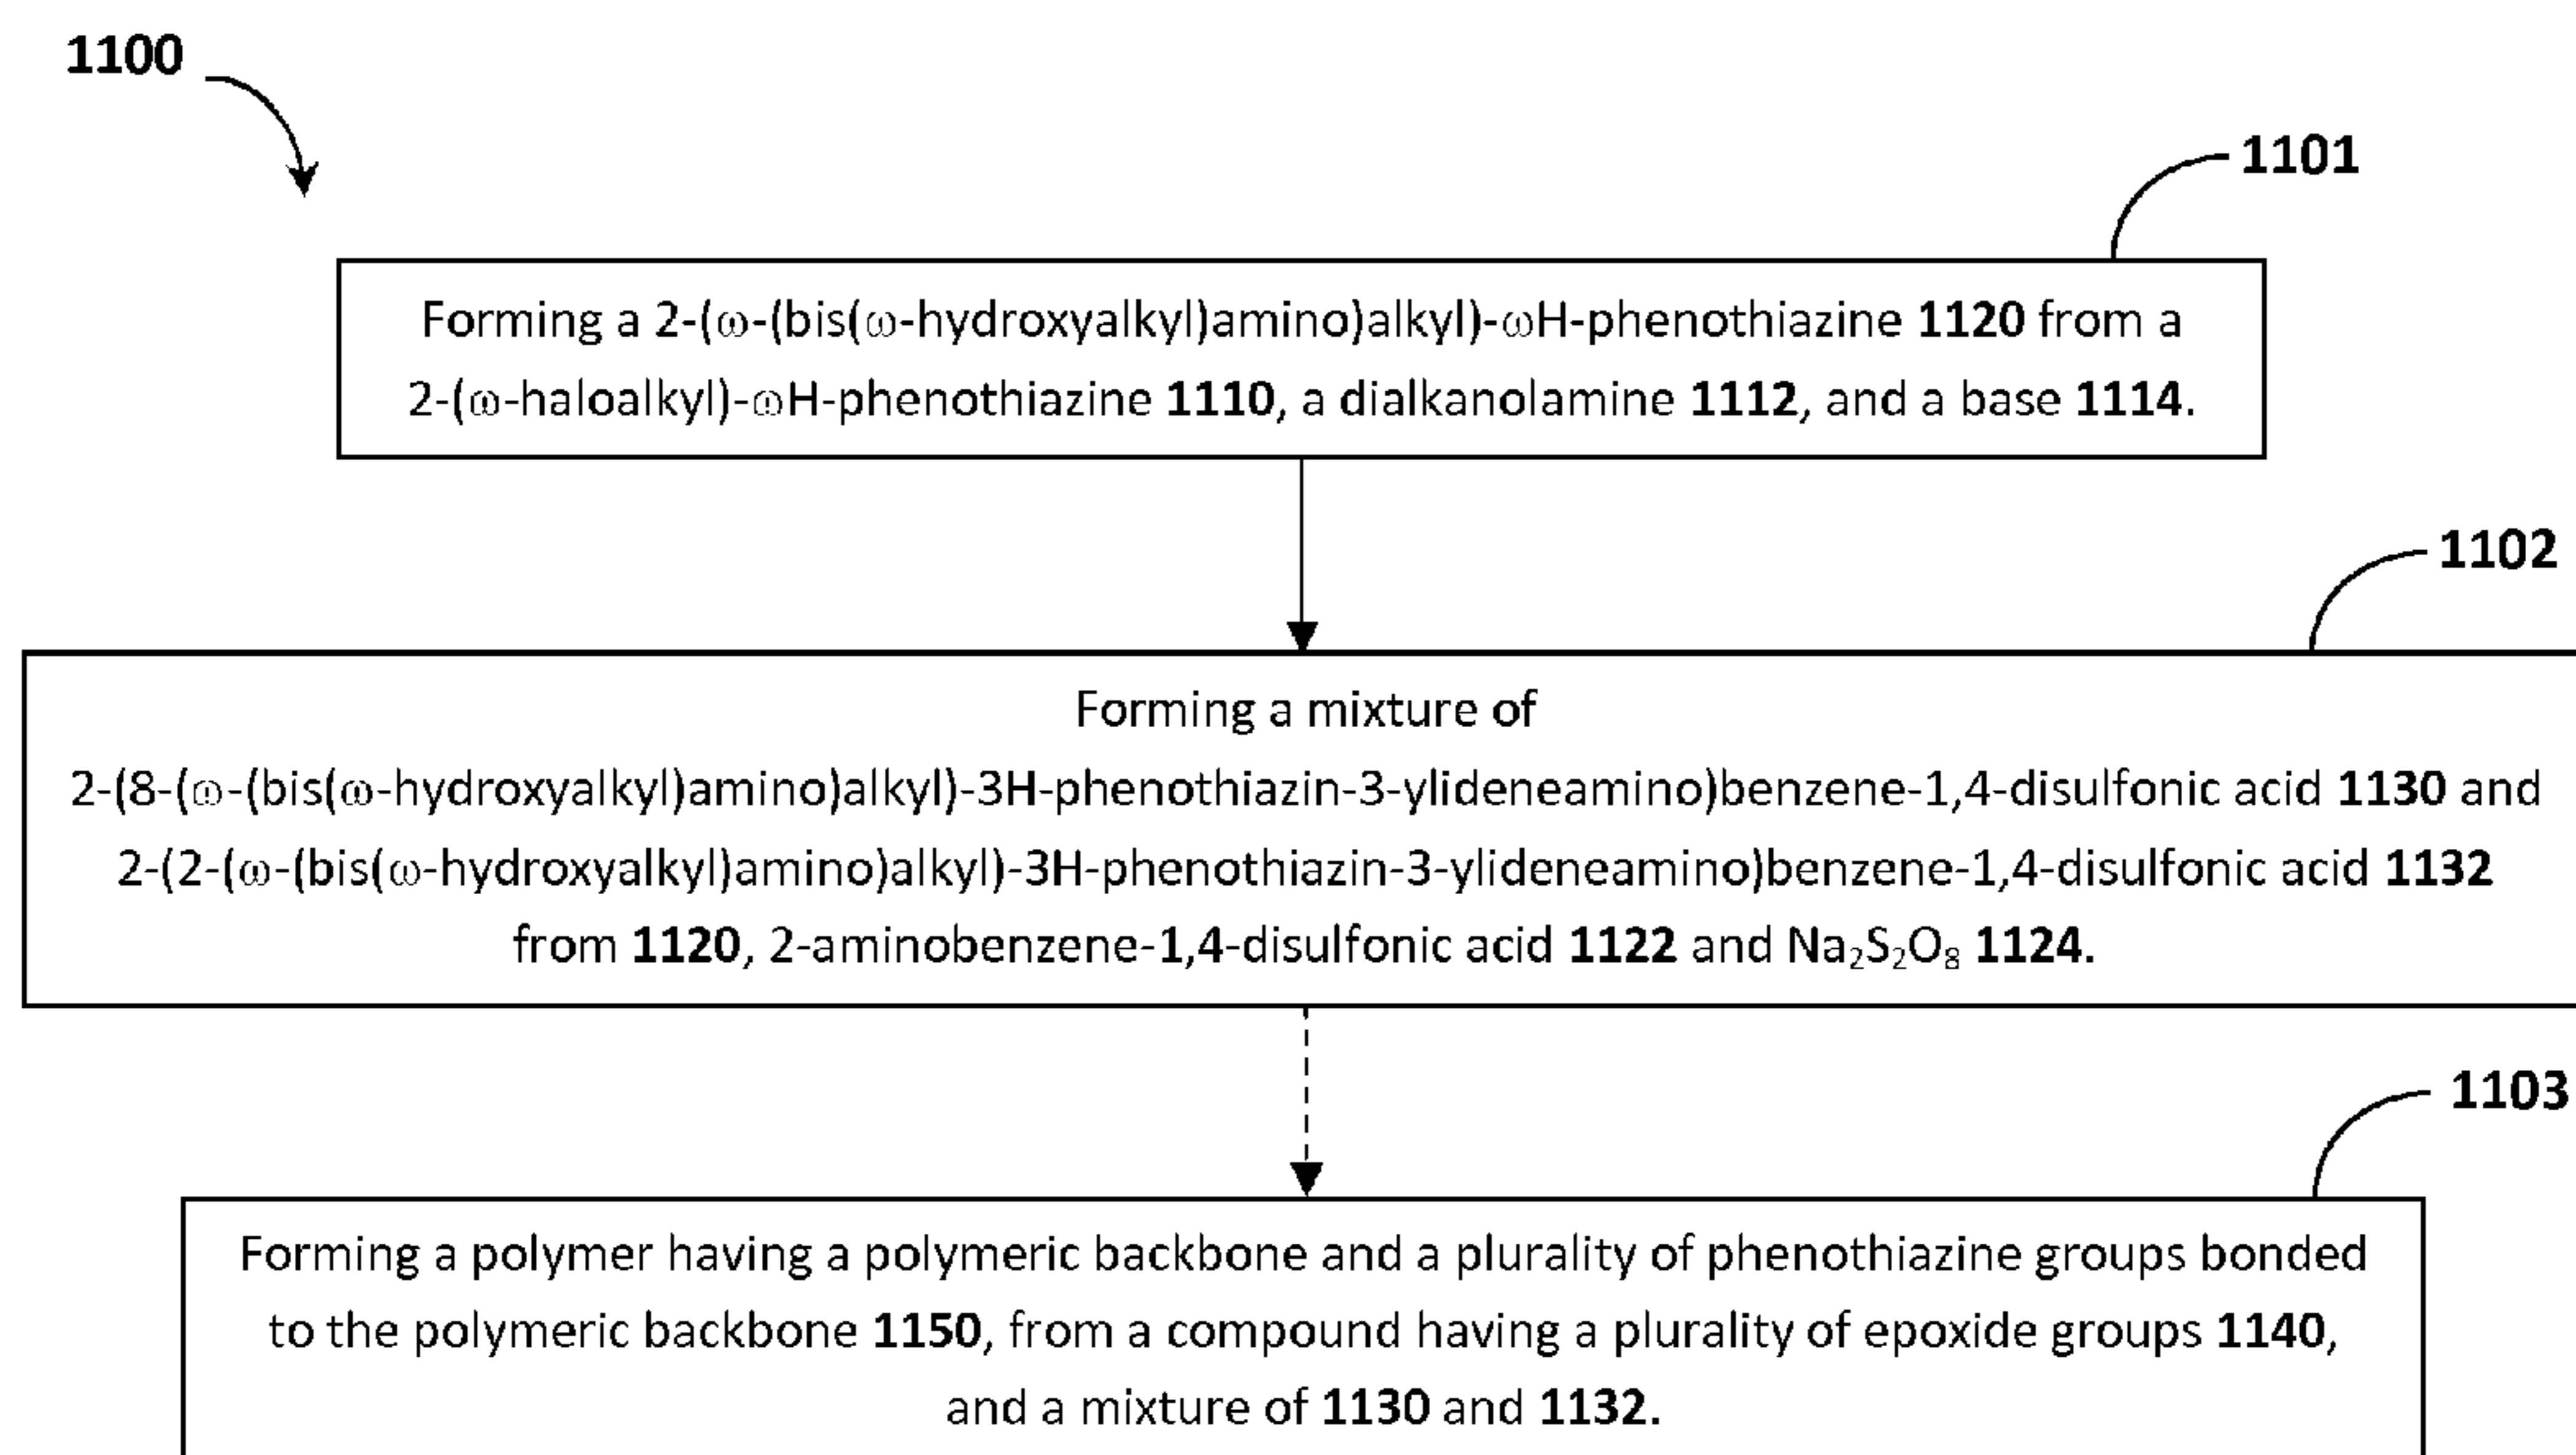 1100
1101
Forming a 2-(ω-(bis(ω-hydroxyalkyl)amino)alkyl)-ωH-phenothiazine 1120 from a
2-(ω-haloalkyl)-ωH-phenothiazine 1110, a dialkanolamine 1112, and a base 1114.
1102
Forming a mixture of
2-(8-(ω-(bis(ω-hydroxyalkyl)amino)alkyl)-3H-phenothiazin-3-ylideneamino)benzene-1,4-disulfonic acid 1130 and
2-(2-(ω-(bis(ω-hydroxyalkyl)amino)alkyl)-3H-phenothiazin-3-ylideneamino)benzene-1,4-disulfonic acid 1132
from 1120, 2-aminobenzene-1,4-disulfonic acid 1122 and Na₂S₂O₈ 1124.
1103
Forming a polymer having a polymeric backbone and a plurality of phenothiazine groups bonded
to the polymeric backbone 1150, from a compound having a plurality of epoxide groups 1140,
and a mixture of 1130 and 1132.